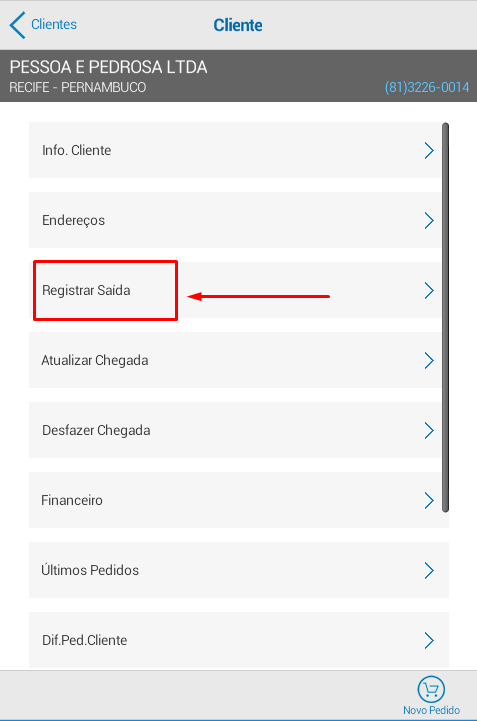 Clientes
Cliente
PESSOA E PEDROSA LTDA
RECIFE - PERNAMBUCO
(81)3226-0014
Info. Cliente
Endereços
Registrar Saída
Atualizar Chegada
Desfazer Chegada
Financeiro
Últimos Pedidos
Dif.Ped.Cliente
Novo Pedido